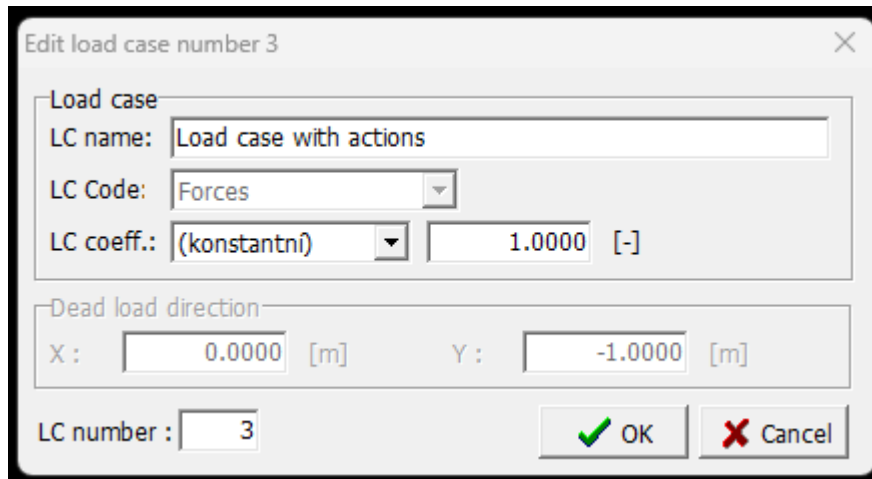 Edit load case number 3
Load case
LC name: Load case with actions
LC Code: Forces
LC coeff.: (konstantní) 1.0000 [-]
Dead load direction
X : 0.0000 [m] Y : -1.0000 [m]
LC number : 3 OK Cancel